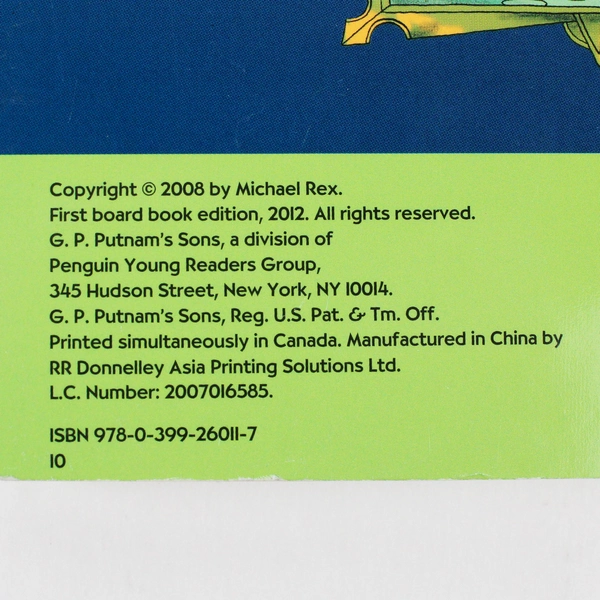 Copyright © 2008 by Michael Rex.
First board book edition, 2012. All rights reserved.
G. P. Putnam's Sons, a division of
Penguin Young Readers Group,
345 Hudson Street, New York, NY 10014.
G. P. Putnam's Sons, Reg. U.S. Pat. & Tm. Off.
Printed simultaneously in Canada. Manufactured in China by
RR Donnelley Asia Printing Solutions Ltd.
L.C. Number: 2007016585.
ISBN 978-0-399-26011-7
10